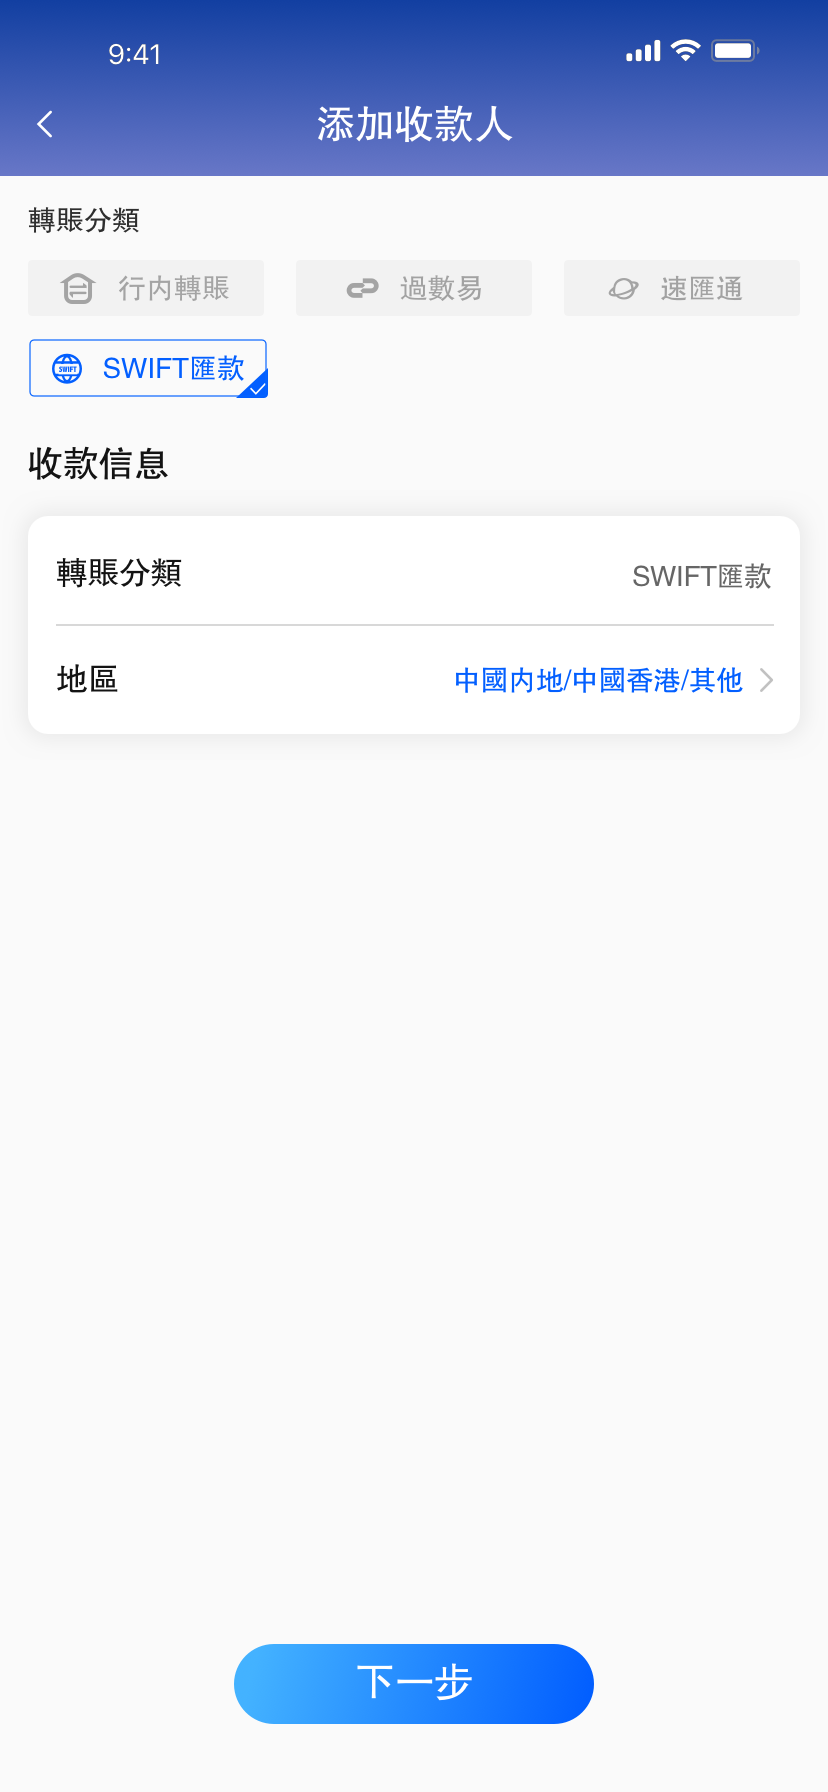 9:41
添加收款人
轉賬分類
行内轉賬
過數易
速匯通
SWIFT SWIFT匯款
收款信息
轉賬分類 SWIFT匯款
地區 中國内地/中國香港/其他
下一步